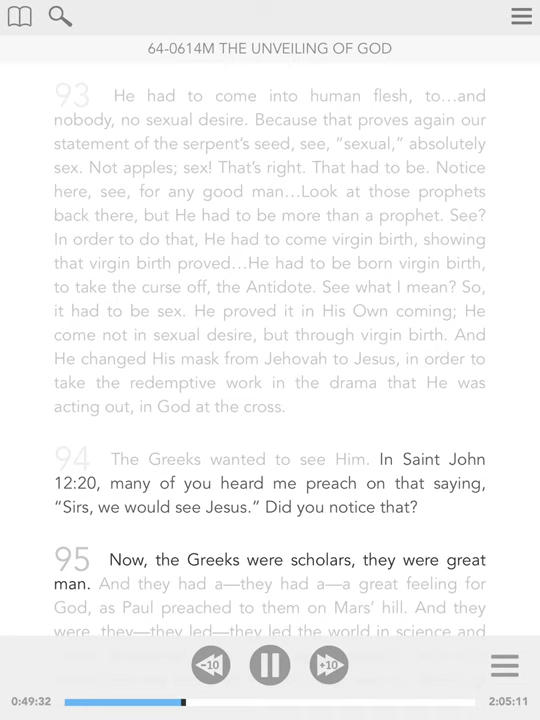 64-0614M THE UNVEILING OF GOD
93 He had to come into human flesh, to…and
nobody, no sexual desire. Because that proves again our
statement of the serpent's seed, see, "sexual," absolutely
sex. Not apples; sex! That's right. That had to be. Notice
here, see, for any good man…Look at those prophets
back there, but He had to be more than a prophet. See?
In order to do that, He had to come virgin birth, showing
that virgin birth proved…He had to be born virgin birth,
to take the curse off, the Antidote. See what I mean? So,
it had to be sex. He proved it in His Own coming; He
come not in sexual desire, but through virgin birth. And
He changed His mask from Jehovah to Jesus, in order to
take the redemptive work in the drama that He was
acting out, in God at the cross.
94 The Greeks wanted to see Him. In Saint John
12:20, many of you heard me preach on that saying,
"Sirs, we would see Jesus." Did you notice that?
95 Now, the Greeks were scholars, they were great
man. And they had a—they had a—a great feeling for
God, as Paul preached to them on Mars' hill. And they
were, they—they led—they led the world in science and
-10
+10
0:49:32
2:05:11